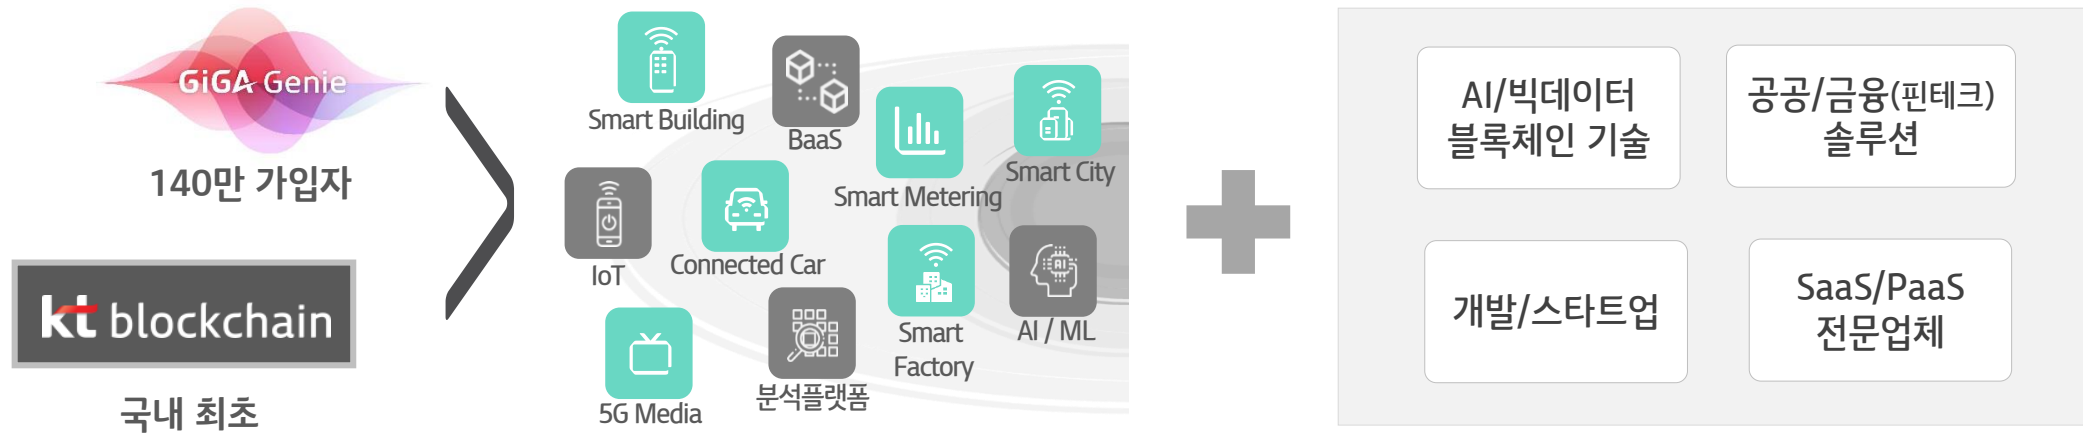 GiGA Genie
140만 가입자
kt blockchain
국내 최초
Smart Building
BaaS
Smart Metering
Smart City
IoT
Connected Car
Smart
Factory
AI
AI / ML
5G Media
분석플랫폼
AI/빅데이터
블록체인 기술
공공/금융(핀테크)
솔루션
개발/스타트업
SaaS/PaaS
전문업체